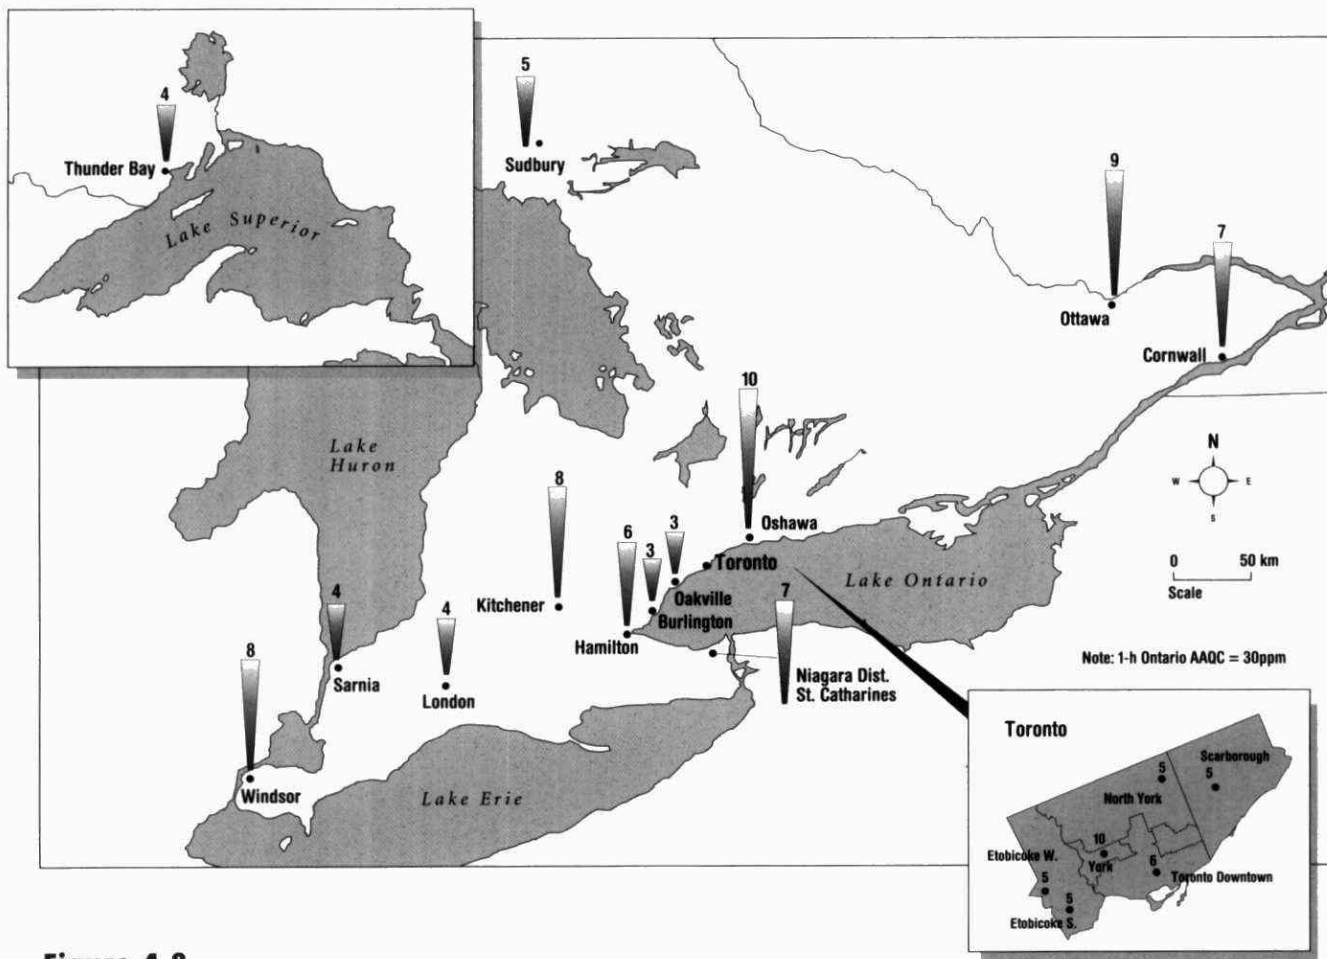 4
Thunder Bay
Lake Superior
5
Sudbury
9
Ottawa
7
Cornwall
Lake
Huron
10
Oshawa
8
Kitchener
6
Hamilton
3
Burlington
3
Oakville
Toronto
Lake Ontario
N
W E
S
0 50 km
Scale
4
Sarnia
4
London
7
Niagara Dist.
St. Catharines
8
Windsor
Lake Erie
Note: 1-h Ontario AAQC = 30ppm
Toronto
Scarborough
5
5
North York
10
York
6
Toronto Downtown
Etobicoke W.
5
5
Etobicoke S.